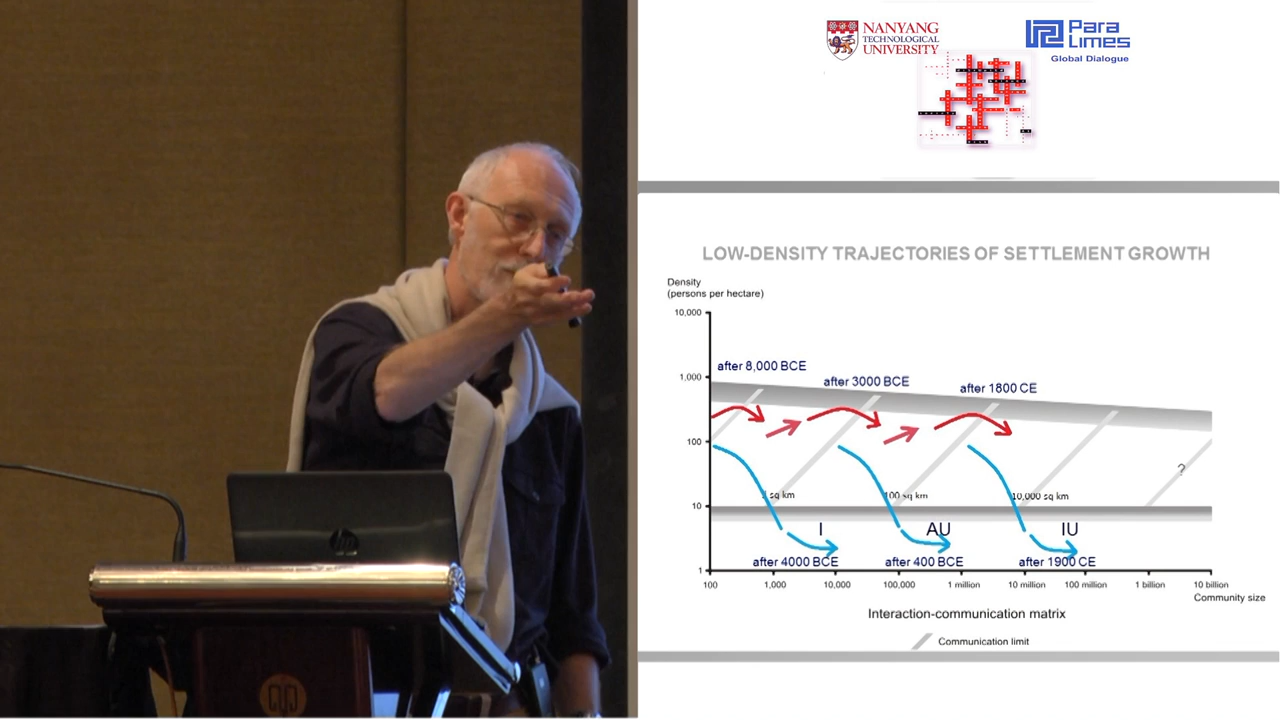 NANYANG
TECHNOLOGICAL
UNIVERSITY
Para
Limes
Global Dialogue
LOW-DENSITY TRAJECTORIES OF SETTLEMENT GROWTH
Density
(persons per hectare)
10,000
after 8,000 BCE
1,000
after 3000 BCE
after 1800 CE
100
?
sq km
100 sq km
10,000 sq km
10
I
AU
IU
after 4000 BCE
after 400 BCE
after 1900 CE
1
100
1,000
10,000
100,000
1 million
10 million
100 million
1 billion
10 billion
Community size
Interaction-communication matrix
Communication limit
hp